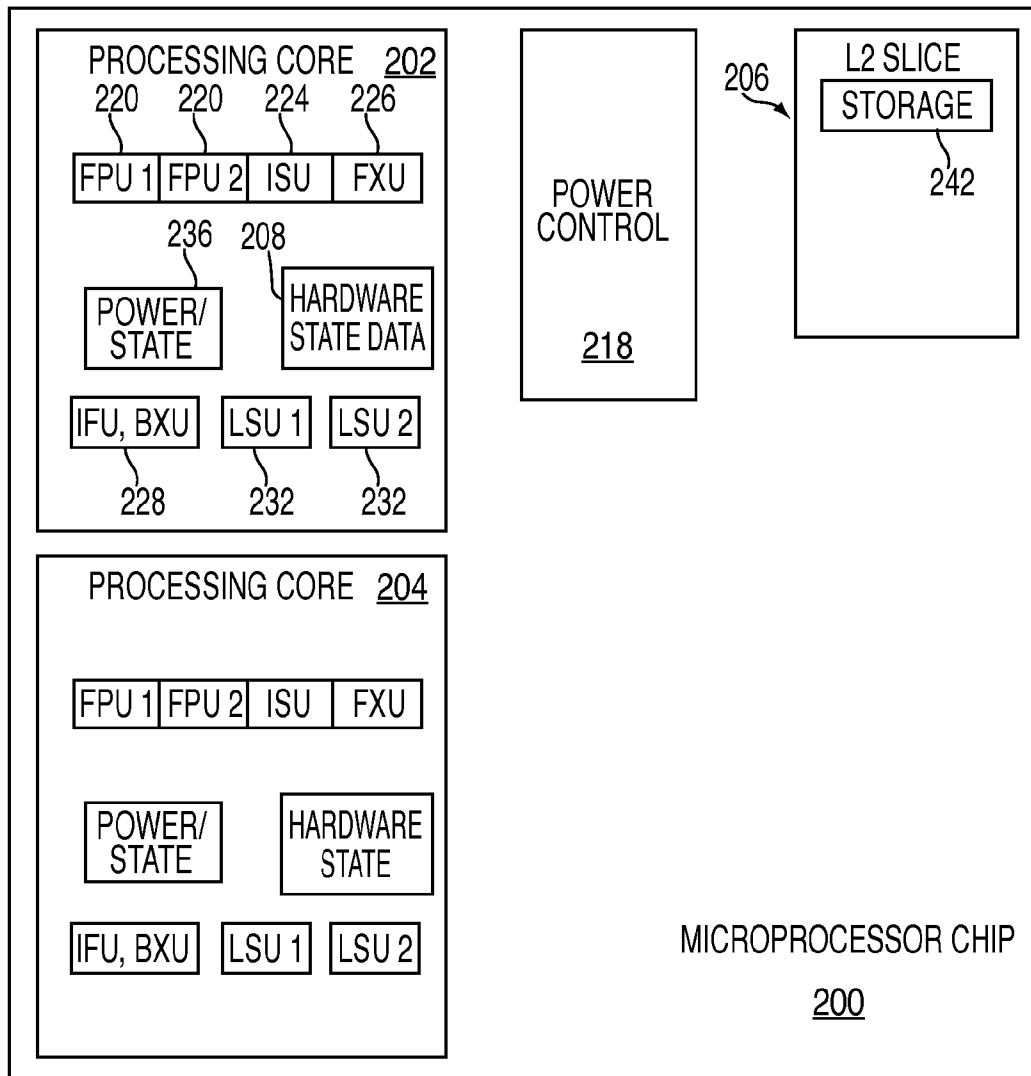 PROCESSING CORE 202
220 220 224 226
FPU 1 FPU 2 ISU FXU
236 208
POWER/
STATE
HARDWARE
STATE DATA
IFU, BXU LSU 1 LSU 2
228 232 232
POWER
CONTROL
218
206
L2 SLICE
STORAGE
242
PROCESSING CORE 204
FPU 1 FPU 2 ISU FXU
POWER/
STATE
HARDWARE
STATE
IFU, BXU LSU 1 LSU 2
MICROPROCESSOR CHIP
200